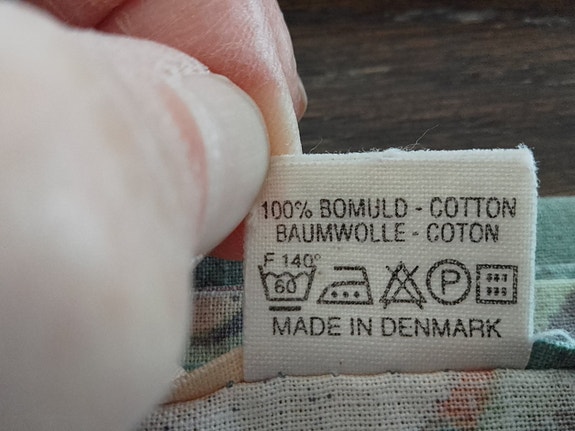 100% BOMULD - COTTON
BAUMWOLLE - COTON
F 140°
60 P
MADE IN DENMARK